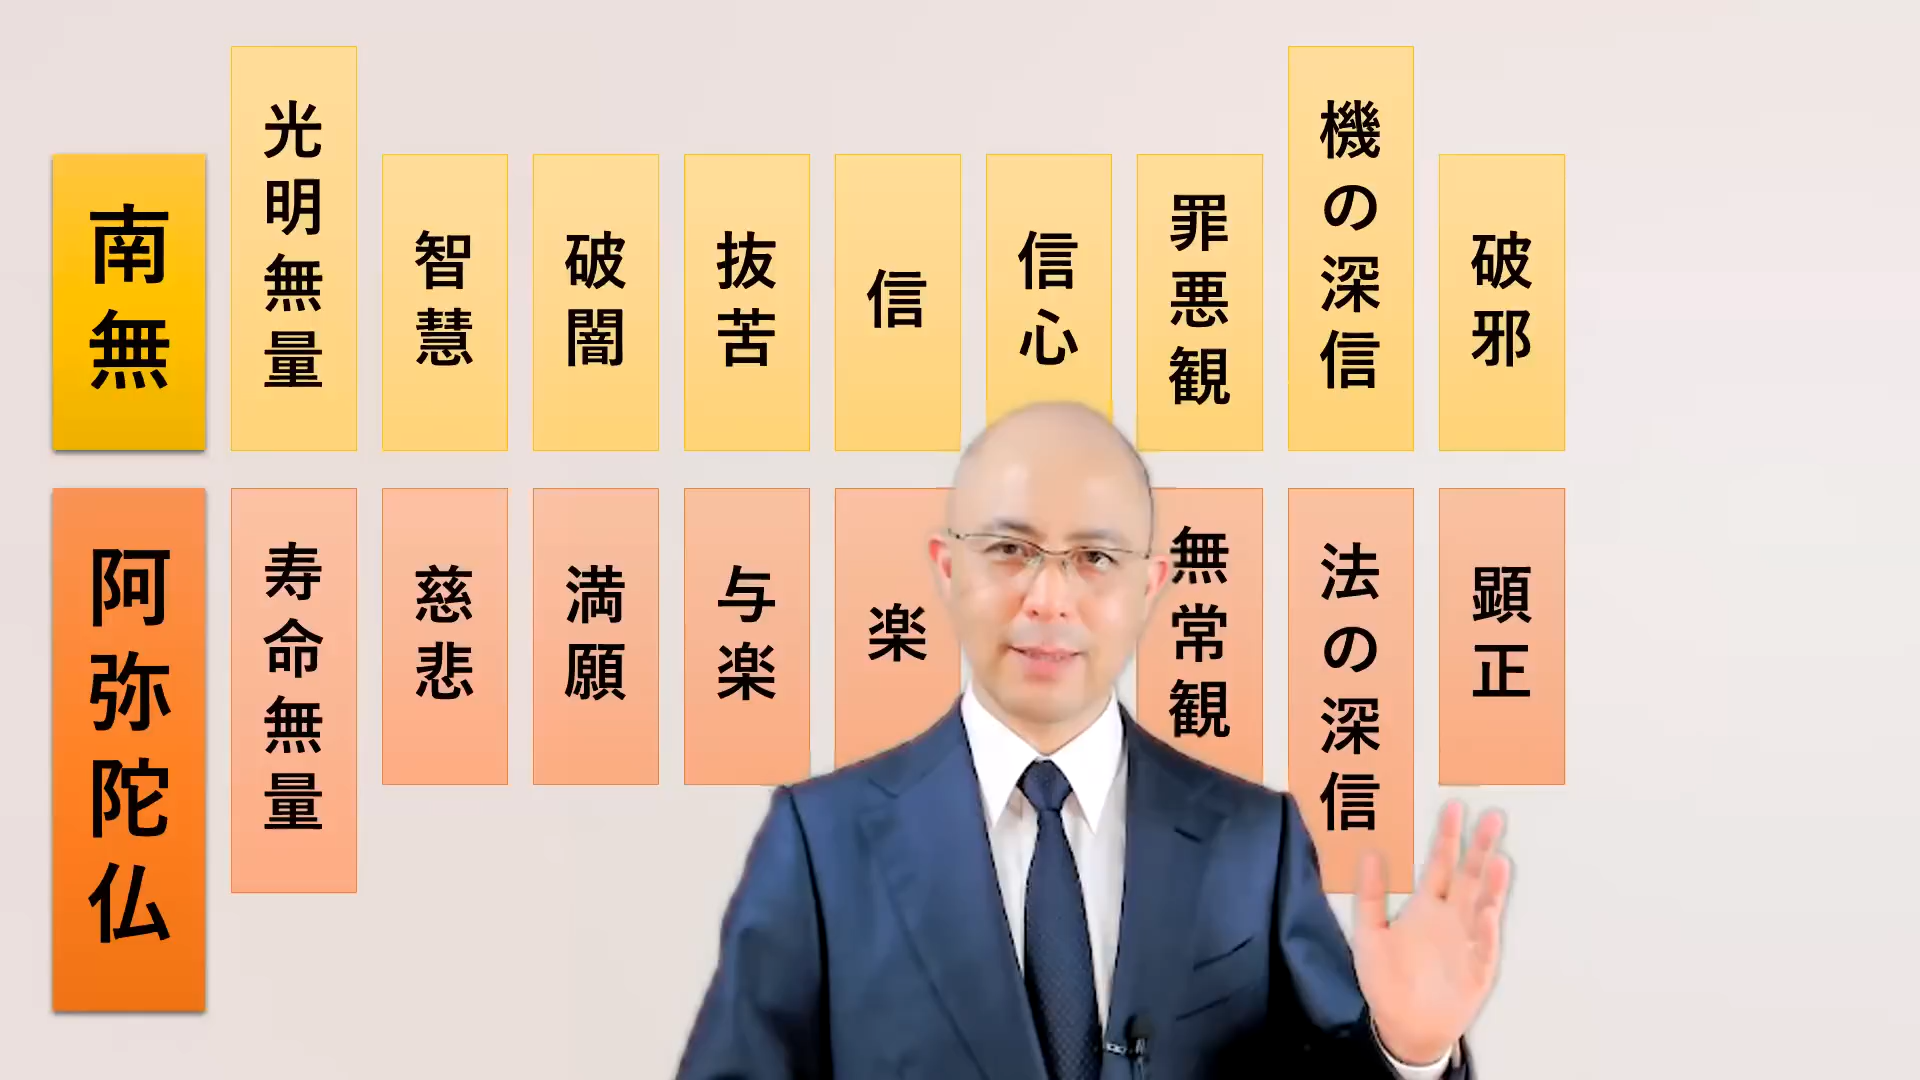 南無
光明無量
智慧
破闇
抜苦
信
信心
罪悪観
機の深信
破邪
阿弥陀仏
寿命無量
慈悲
満願
与楽
楽
無常観
法の深信
顕正